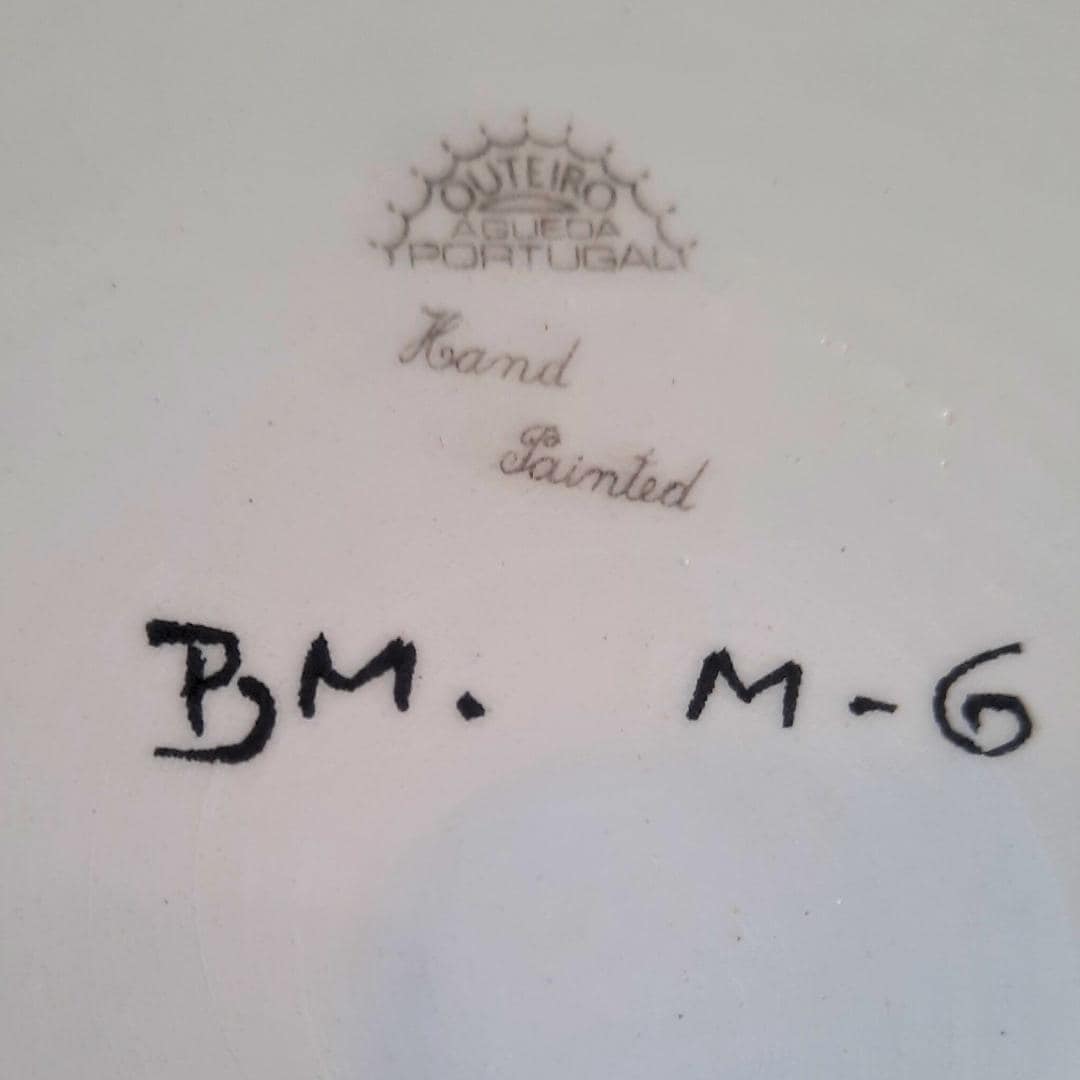 OUTEIRO
AGUEDA
PORTUGAL
Hand
Painted
BM. M-G